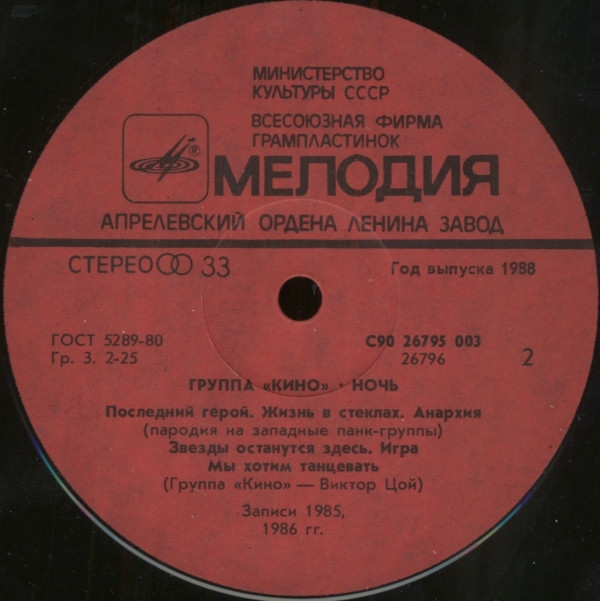 МИНИСТЕРСТВО
КУЛЬТУРЫ СССР
ВСЕСОЮЗНАЯ ФИРМА
ГРАМПЛАСТИНОК
®
МЕЛОДИЯ
АПРЕЛЕВСКИЙ ОРДЕНА ЛЕНИНА ЗАВОД
СТЕРЕО 33
Год выпуска 1988
ГОСТ 5289-80
Гр. 3. 2-25
С90 26795 003
26796
2
ГРУППА «КИНО» • НОЧЬ
Последний герой. Жизнь в стеклах. Анархия
(пародия на западные панк-группы)
Звезды останутся здесь. Игра
Мы хотим танцевать
(Группа «Кино» — Виктор Цой)
Записи 1985,
1986 гг.